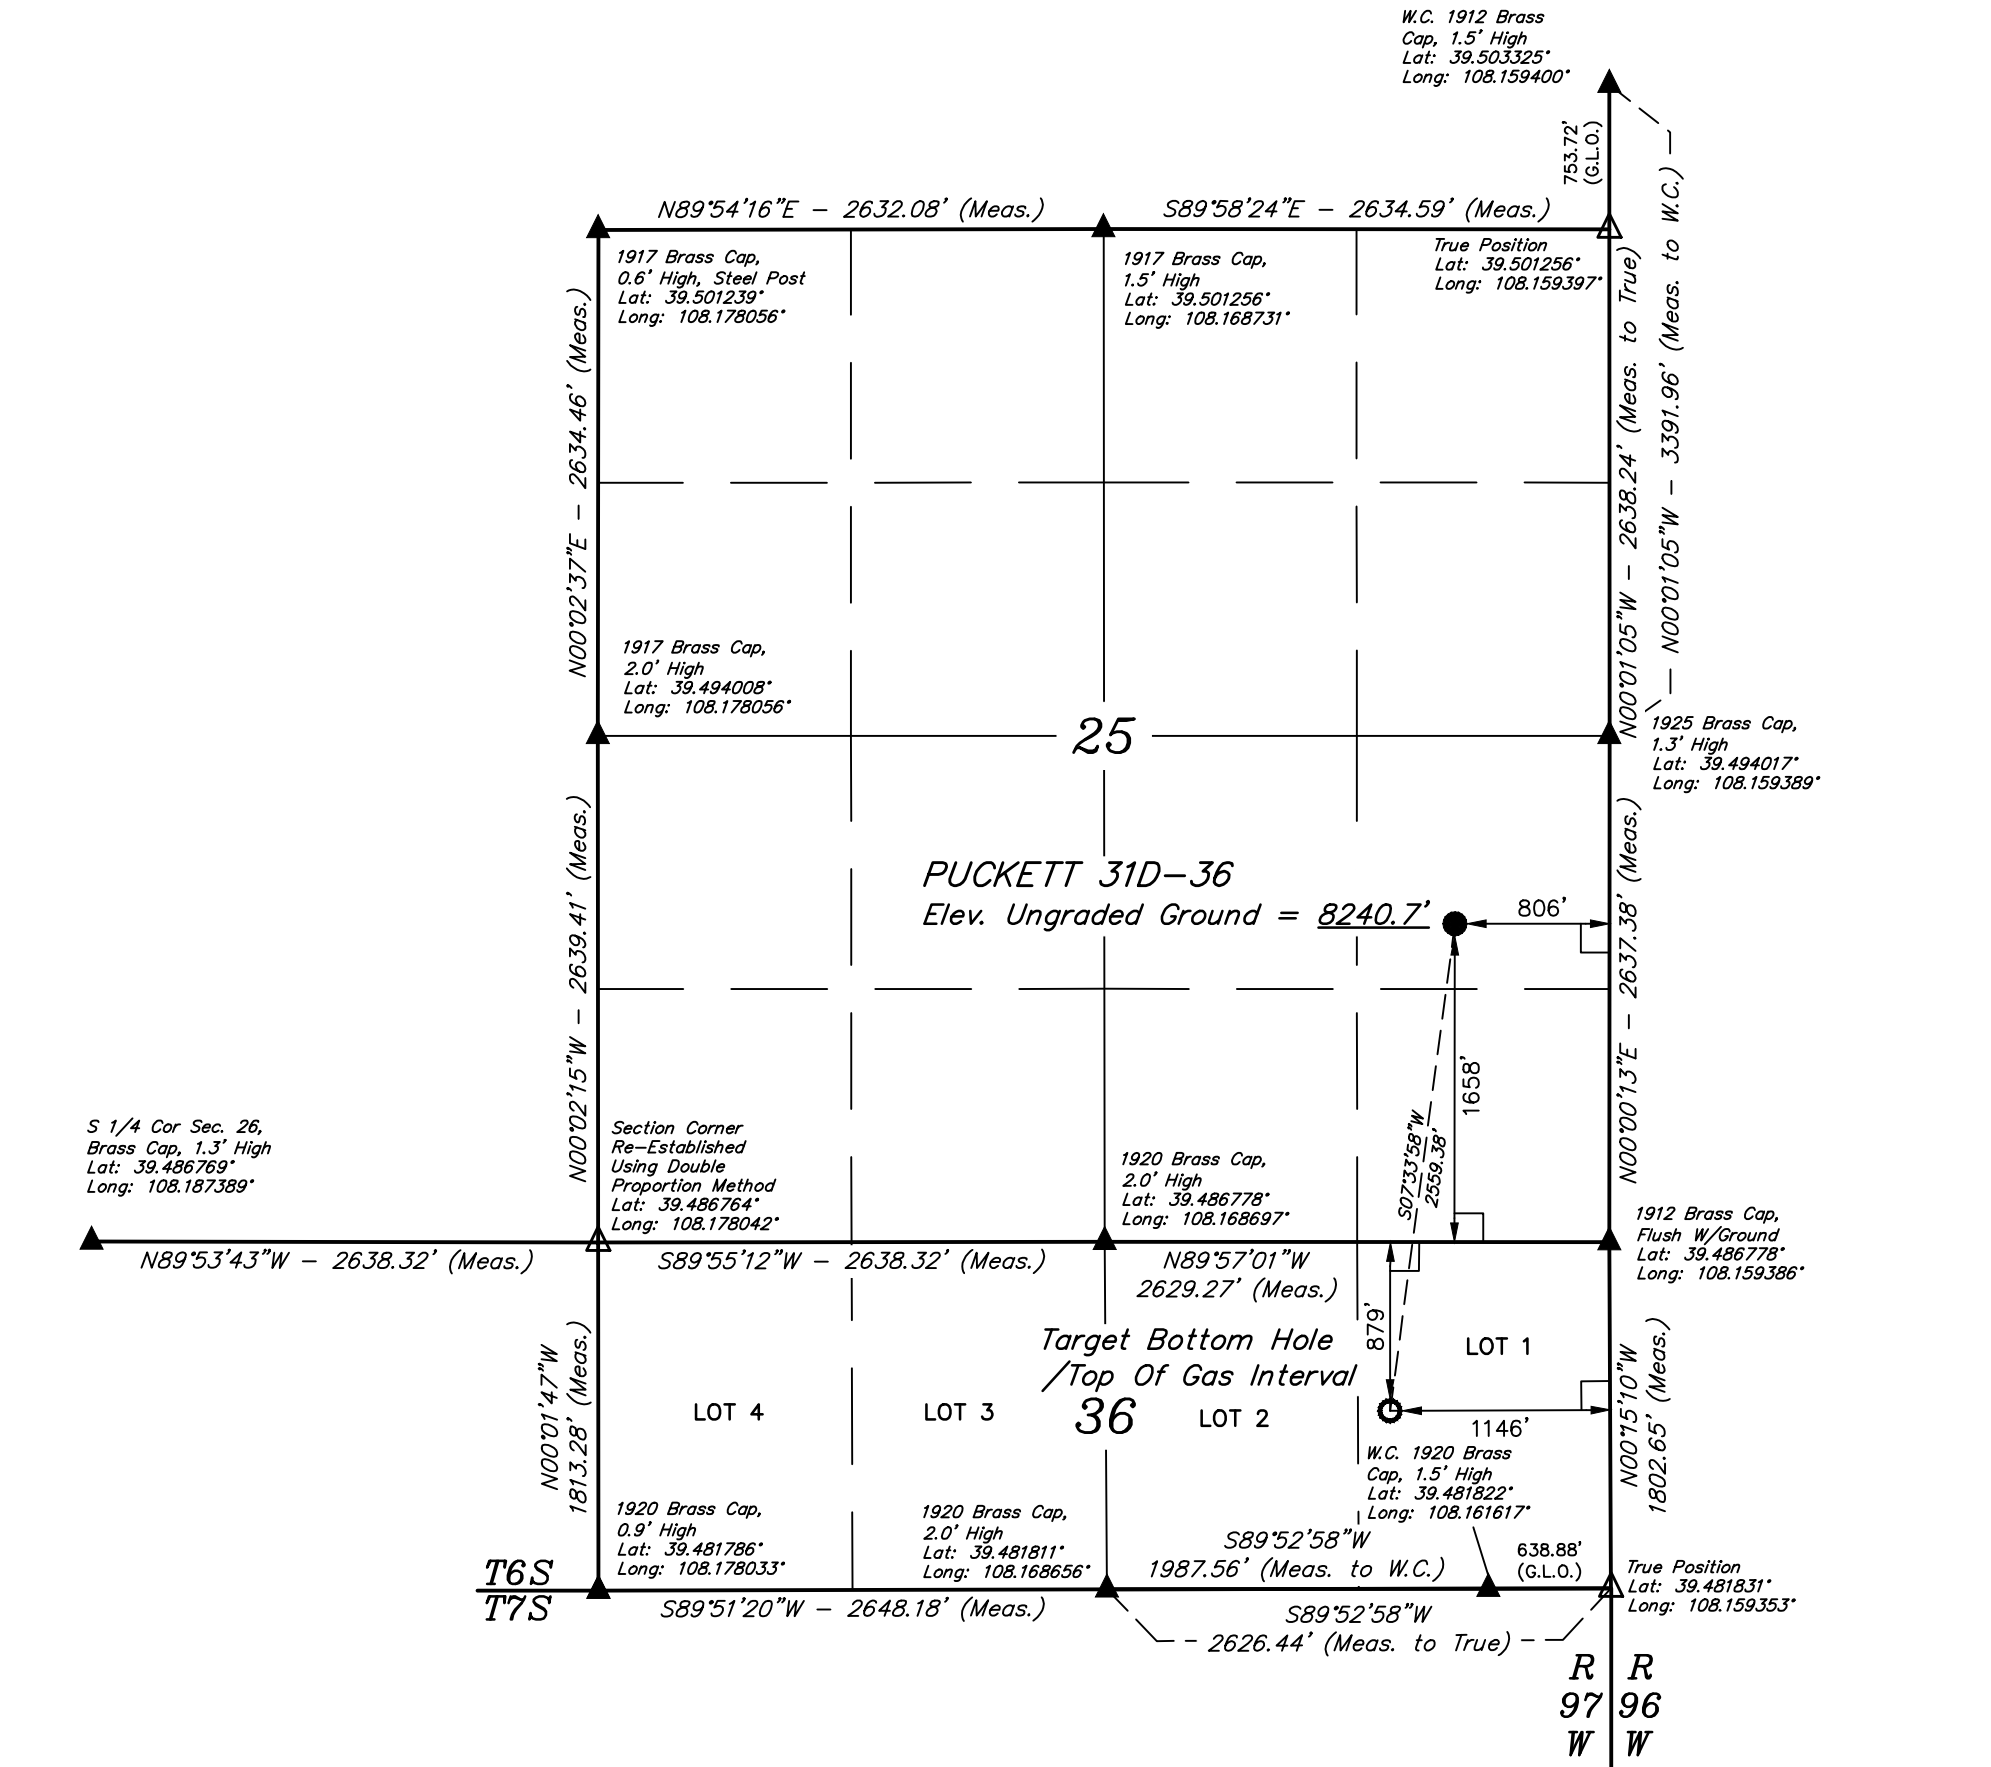 W.C. 1912 Brass
Cap, 1.5' High
Lat: 39.503325°
Long: 108.159400°
753.72'
(G.L.O.)
N89°54'16"E – 2632.08' (Meas.)
S89°58'24"E – 2634.59' (Meas.)
1917 Brass Cap,
0.6' High, Steel Post
Lat: 39.501239°
Long: 108.178056°
1917 Brass Cap,
1.5' High
Lat: 39.501256°
Long: 108.168731°
True Position
Lat: 39.501256°
Long: 108.159397°
N00°02'37"E – 2634.46' (Meas.)
N00°01'05"W – 2638.24' (Meas. to True)
N00°01'05"W – 3391.96' (Meas. to W.C.)
1917 Brass Cap,
2.0' High
Lat: 39.494008°
Long: 108.178056°
25
1925 Brass Cap,
1.3' High
Lat: 39.494017°
Long: 108.159389°
PUCKETT 31D–36
Elev. Ungraded Ground = 8240.7'
806'
N00°02'15"W – 2639.41' (Meas.)
N00°00'13"E – 2637.38' (Meas.)
1658'
S07°33'58"W
2559.38'
S 1/4 Cor Sec. 26,
Brass Cap, 1.3' High
Lat: 39.486769°
Long: 108.187389°
Section Corner
Re–Established
Using Double
Proportion Method
Lat: 39.486764°
Long: 108.178042°
1920 Brass Cap,
2.0' High
Lat: 39.486778°
Long: 108.168697°
1912 Brass Cap,
Flush W/Ground
Lat: 39.486778°
Long: 108.159386°
N89°53'43"W – 2638.32' (Meas.)
S89°55'12"W – 2638.32' (Meas.)
N89°57'01"W
2629.27' (Meas.)
879'
Target Bottom Hole
/Top Of Gas Interval
LOT 1
N00°01'47"W
1813.28' (Meas.)
LOT 4
LOT 3
36
LOT 2
1146'
N00°15'10"W
1802.65' (Meas.)
W.C. 1920 Brass
Cap, 1.5' High
Lat: 39.481822°
Long: 108.161617°
1920 Brass Cap,
0.9' High
Lat: 39.481786°
Long: 108.178033°
1920 Brass Cap,
2.0' High
Lat: 39.481811°
Long: 108.168656°
S89°52'58"W
1987.56' (Meas. to W.C.)
638.88'
(G.L.O.)
True Position
Lat: 39.481831°
Long: 108.159353°
T6S
T7S
S89°51'20"W – 2648.18' (Meas.)
S89°52'58"W
2626.44' (Meas. to True)
R R
97 96
W W